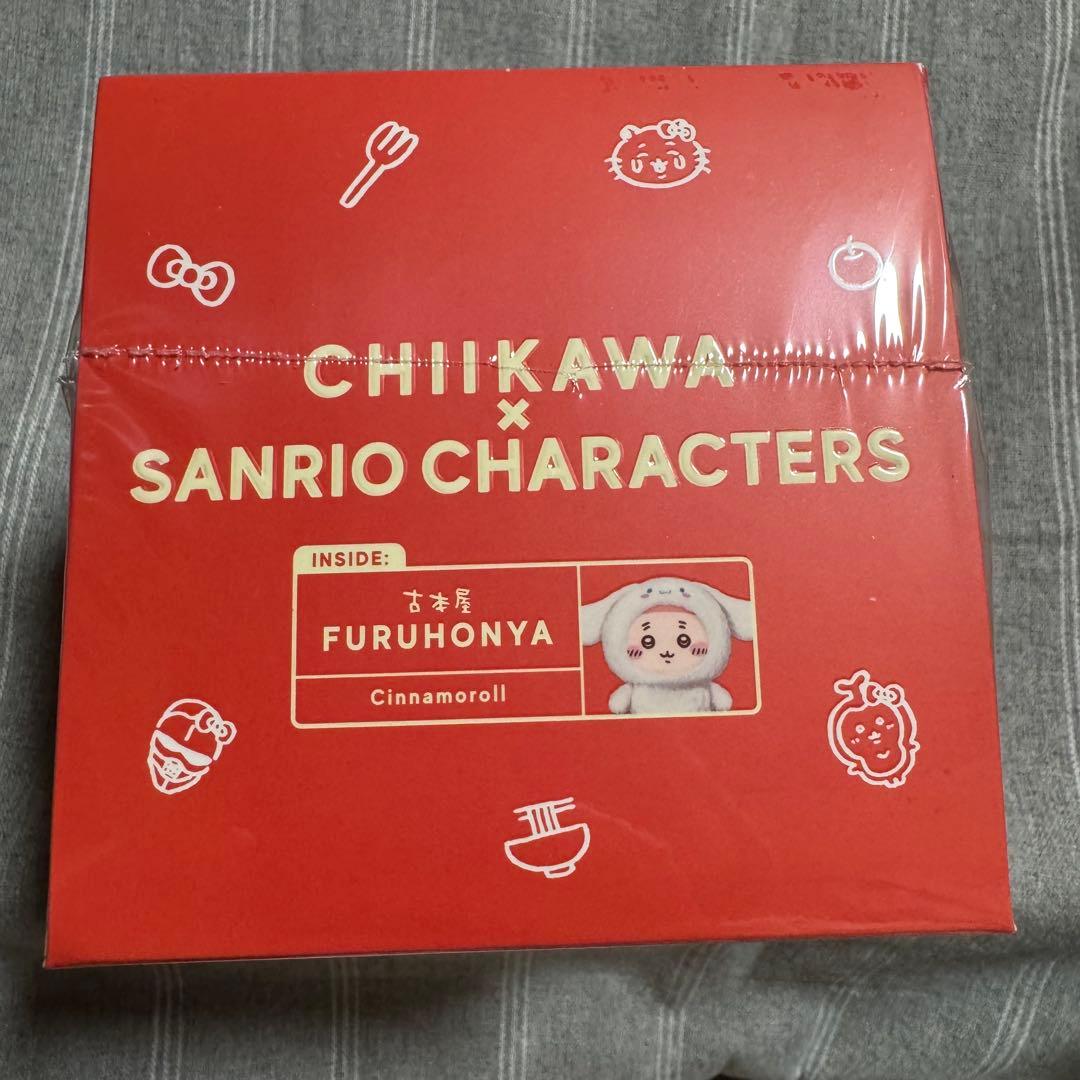 CHIIKAWA
×
SANRIO CHARACTERS
INSIDE:
古本屋
FURUHONYA
Cinnamoroll